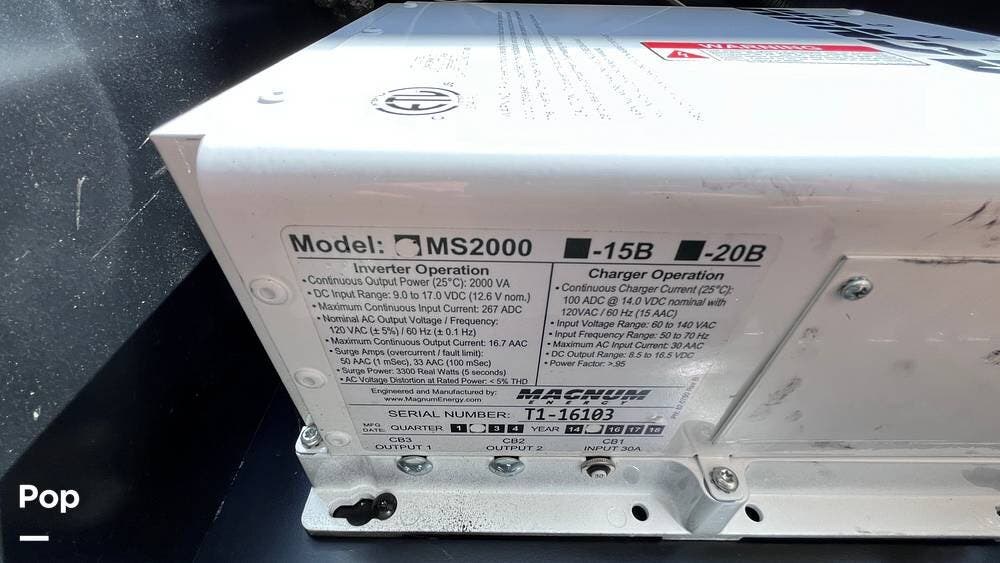 WARNING
Model: MS2000 -15B -20B
Inverter Operation
• Continuous Output Power (25°C): 2000 VA
• DC Input Range: 9.0 to 17.0 VDC (12.6 V nom.)
• Maximum Continuous Input Current: 267 ADC
• Nominal AC Output Voltage / Frequency:
120 VAC (± 5%) / 60 Hz (± 0.1 Hz)
• Maximum Continuous Output Current: 16.7 AAC
• Surge Amps (overcurrent / fault limit):
50 AAC (1 mSec), 33 AAC (100 mSec)
• Surge Power: 3300 Real Watts (5 seconds)
• AC Voltage Distortion at Rated Power: < 5% THD
Charger Operation
• Continuous Charger Current (25°C):
100 ADC @ 14.0 VDC nominal with
120VAC / 60 Hz (15 AAC)
• Input Voltage Range: 60 to 140 VAC
• Input Frequency Range: 50 to 70 Hz
• Maximum AC Input Current: 30 AAC
• DC Output Range: 8.5 to 16.5 VDC
• Power Factor: >.95
Engineered and Manufactured by:
www.MagnumEnergy.com
MAGNUM
ENERGY
SERIAL NUMBER: T1-16103
MFG
DATE: QUARTER 1 3 4 YEAR 14 16 17 18
CB3
OUTPUT 1
CB2
OUTPUT 2
CB1
INPUT 30A
Pop